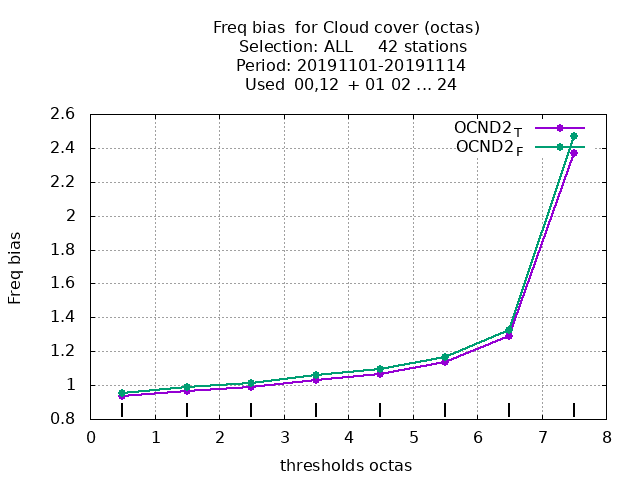 Freq bias  for Cloud cover (octas)
Selection: ALL     42 stations
Period: 20191101-20191114
Used  00,12  + 01 02 ... 24
2.6
2.4
2.2
2
1.8
1.6
1.4
1.2
1
0.8
Freq bias
OCND2_T
OCND2_F
0 1 2 3 4 5 6 7 8
thresholds octas